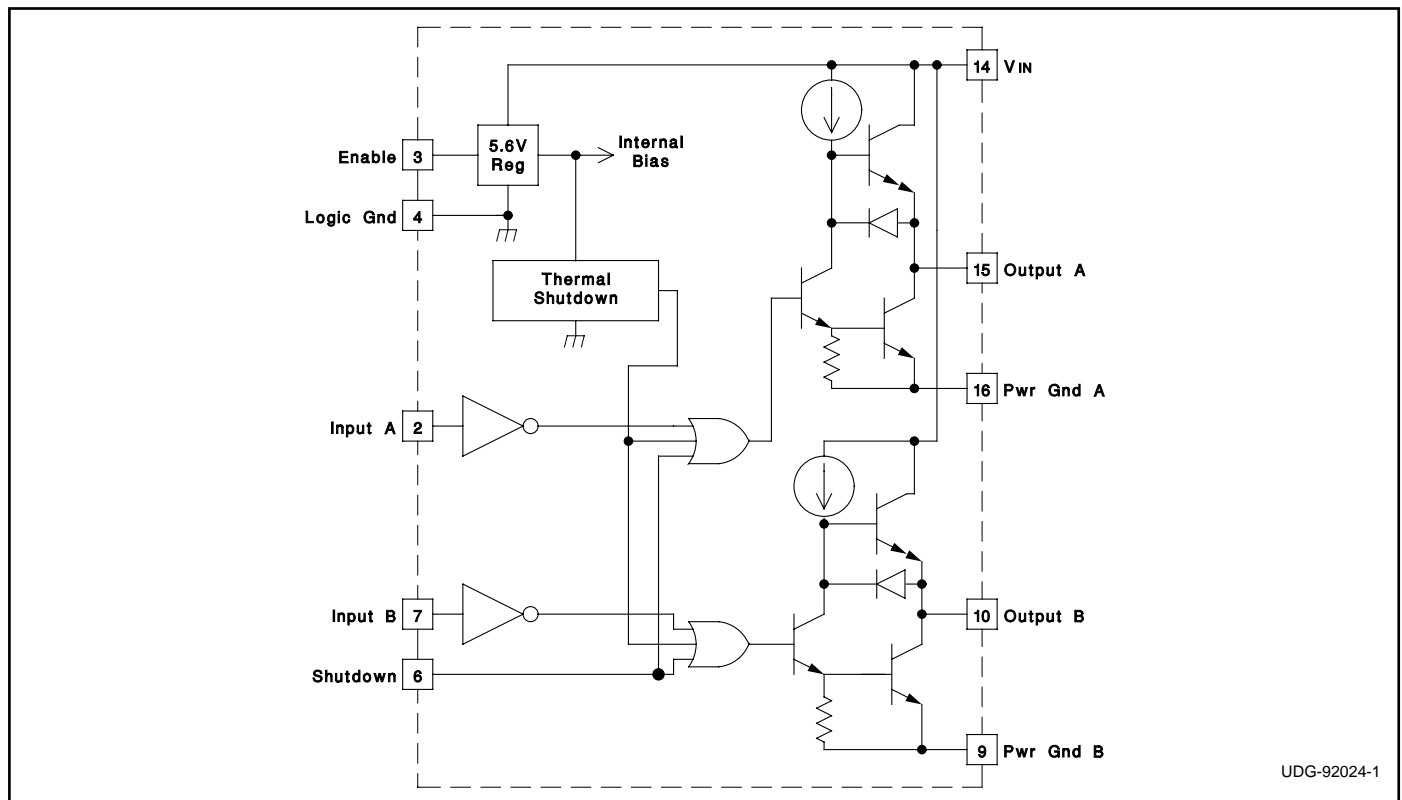 14 VIN
5.6V
Reg
Internal
Bias
Enable 3
Logic Gnd 4
Thermal
Shutdown
15 Output A
16 Pwr Gnd A
Input A 2
Input B 7
10 Output B
Shutdown 6
9 Pwr Gnd B
UDG-92024-1